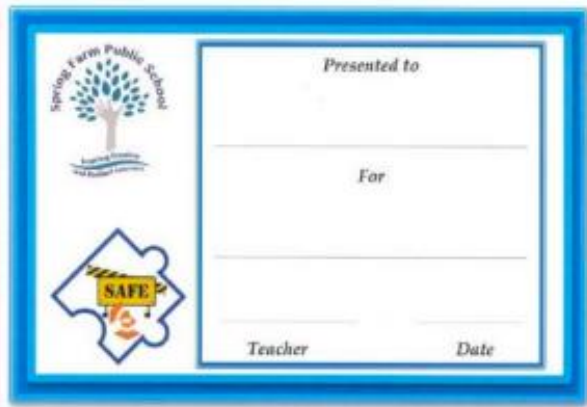 Spring Farm Public School
Presented to
For
SAFE
Teacher
Date